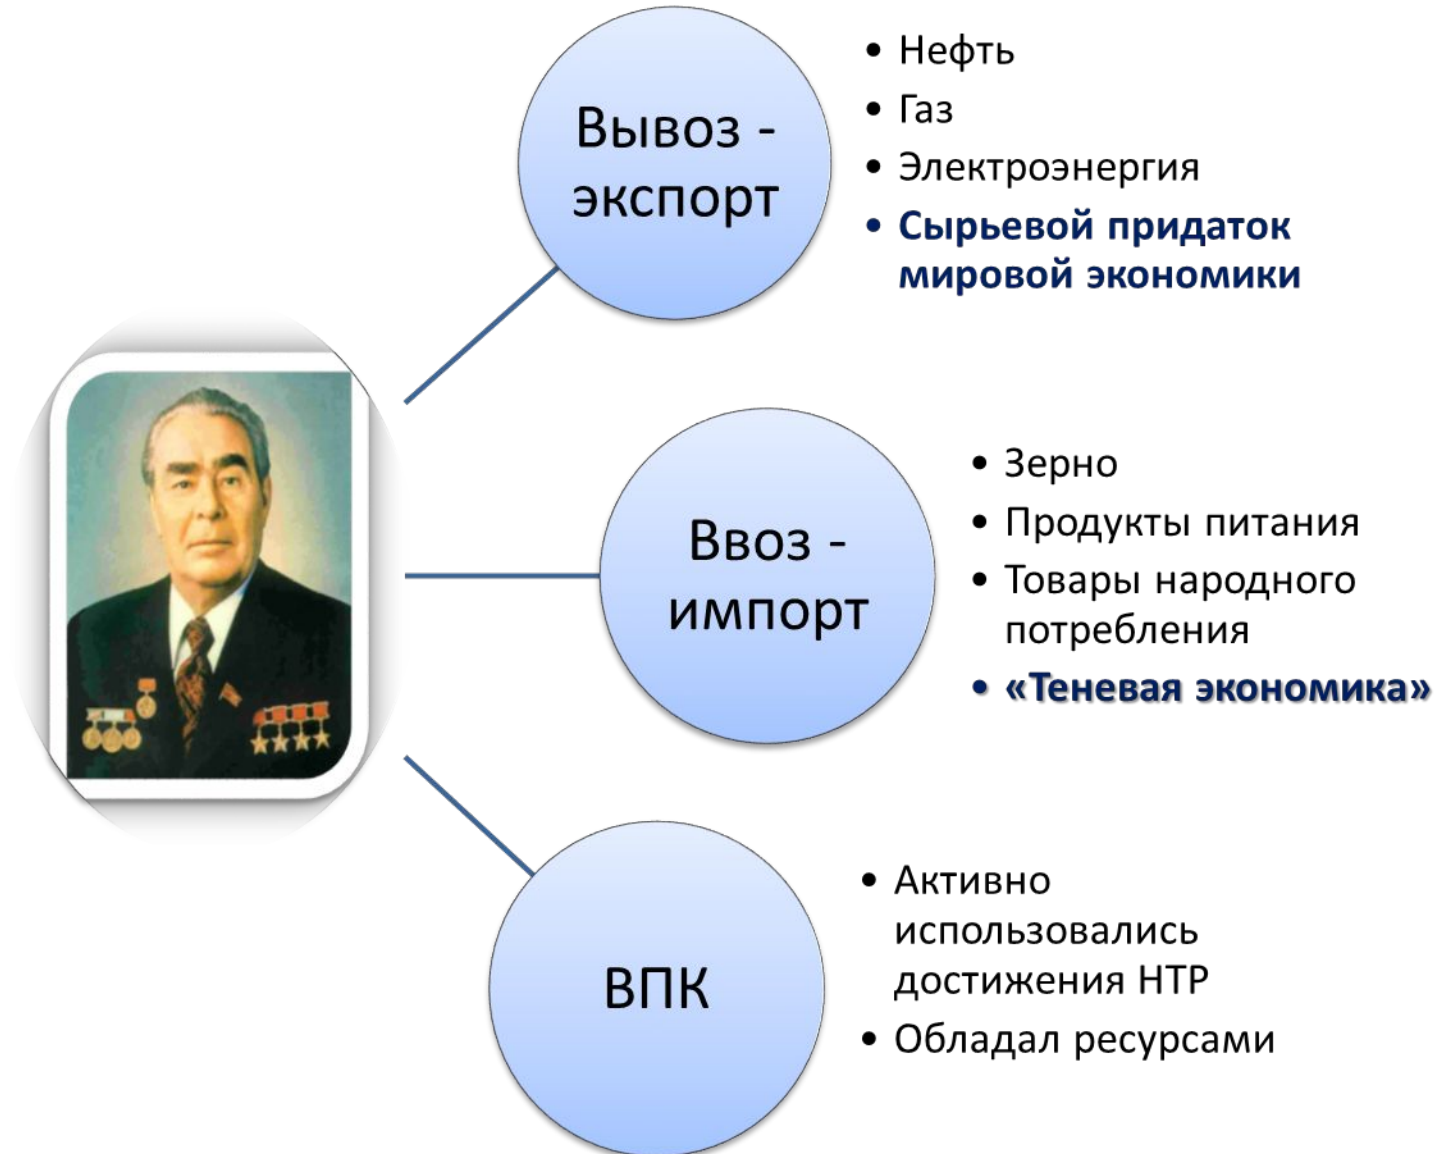 Вывоз -
экспорт
• Нефть
• Газ
• Электроэнергия
• Сырьевой придаток
мировой экономики
Ввоз -
импорт
• Зерно
• Продукты питания
• Товары народного
потребления
• «Теневая экономика»
ВПК
• Активно
использовались
достижения НТР
• Обладал ресурсами